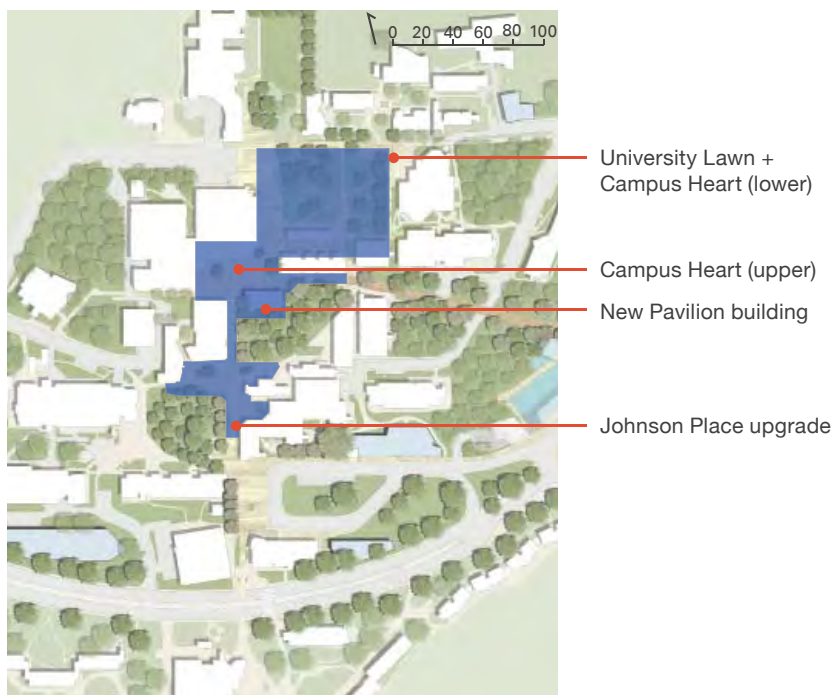 0 20 40 60 80 100
University Lawn +
Campus Heart (lower)
Campus Heart (upper)
New Pavilion building
Johnson Place upgrade